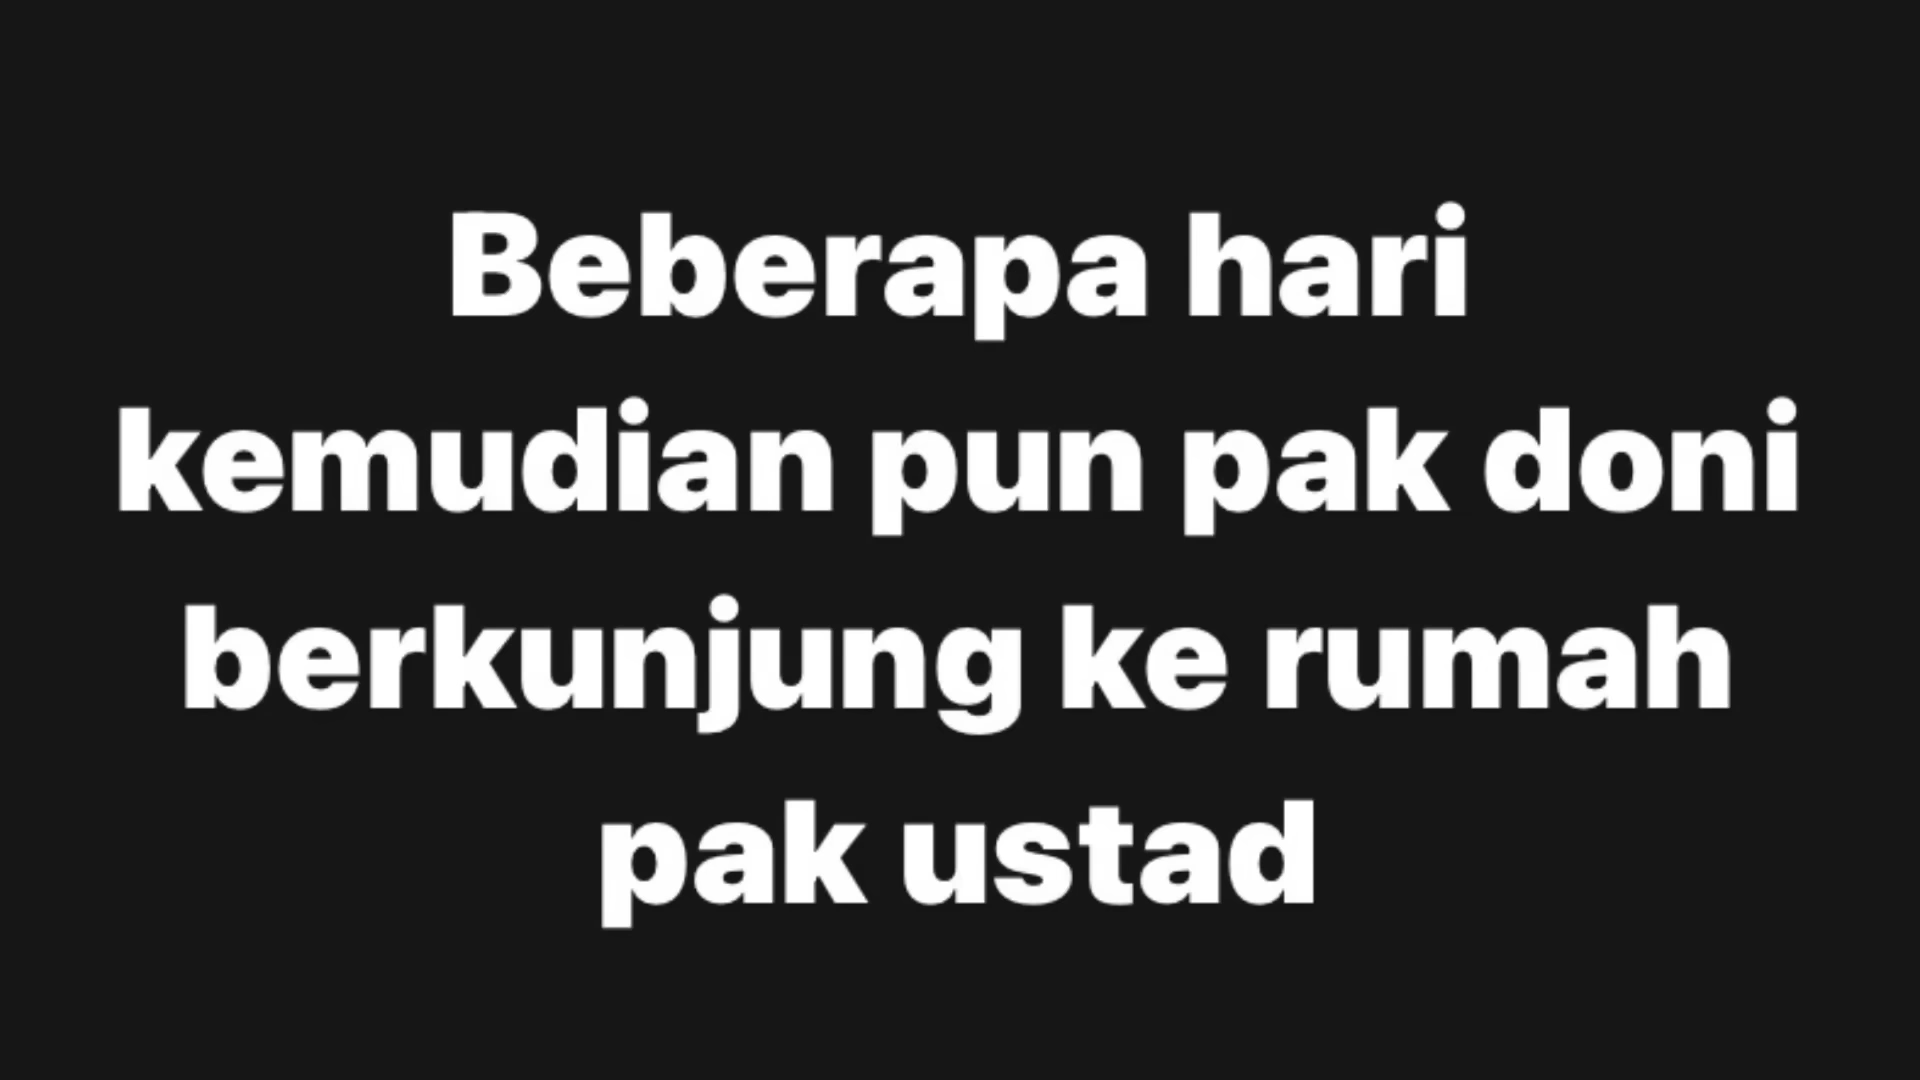 Beberapa hari
kemudian pun pak doni
berkunjung ke rumah
pak ustad